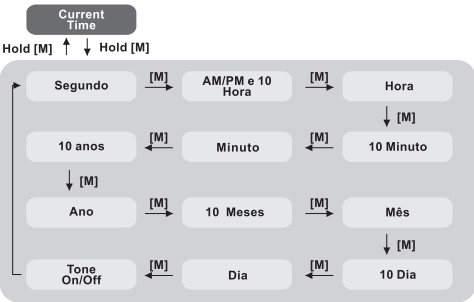 Current
Time
Hold [M] Hold [M]
Segundo [M] AM/PM e 10
Hora [M] Hora
[M]
10 anos [M] Minuto [M] 10 Minuto
[M]
Ano [M] 10 Meses [M] Mês
[M]
Tone
On/Off [M] Dia [M] 10 Dia